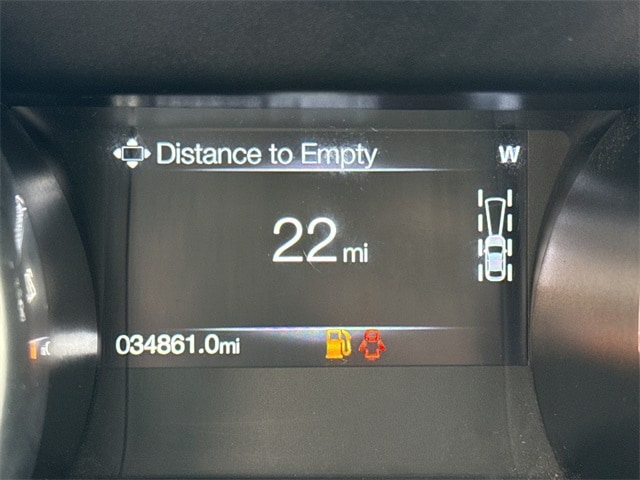 Distance to Empty W
22 mi
034861.0mi